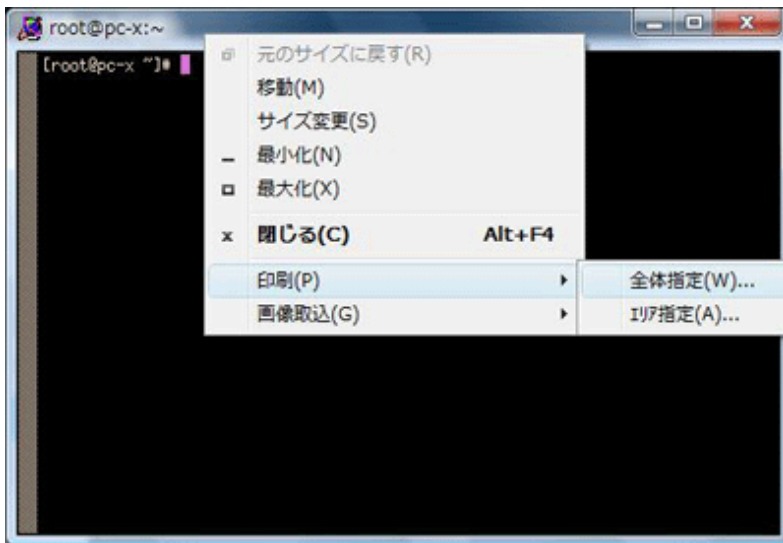 root@pc-x:~
[root@pc-x ~]#
元のサイズに戻す(R)
移動(M)
サイズ変更(S)
最小化(N)
最大化(X)
閉じる(C) Alt+F4
印刷(P)
画像取込(G)
全体指定(W)...
ｴﾘｱ指定(A)...